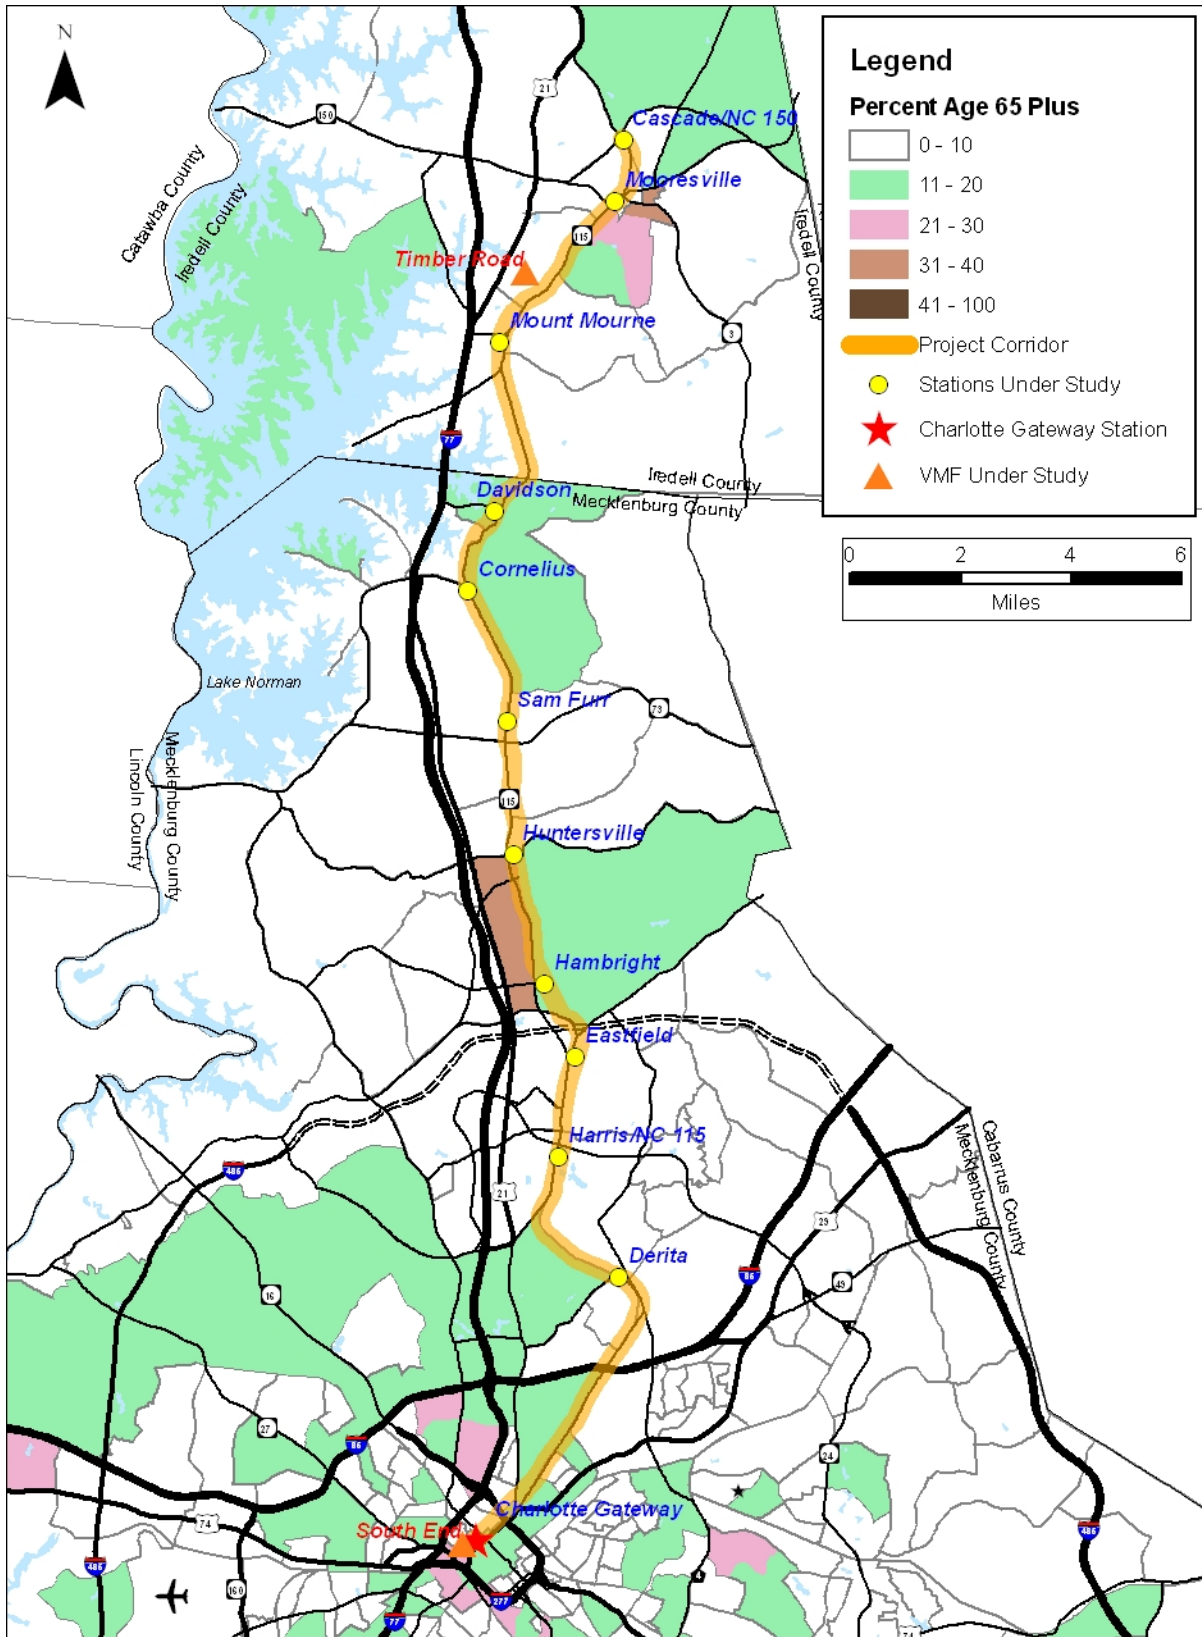 N
Legend
Percent Age 65 Plus
0 - 10
11 - 20
21 - 30
31 - 40
41 - 100
Project Corridor
Stations Under Study
Charlotte Gateway Station
VMF Under Study
0 2 4 6
Miles
21
150
Cascade/NC 150
Catawba County
Iredell County
Mooresville
115
Iredell County
Timber Road
Mount Mourne
3
77
Iredell County
Mecklenburg County
Davidson
Cornelius
Lake Norman
Sam Furr
73
Lincoln County
Mecklenburg County
115
Huntersville
Hambright
Eastfield
Harris/NC 115
Cabarrus County
Mecklenburg County
485
21
29
Derita
85
49
16
27
85
24
Charlotte Gateway
South End
74
485
485
160
277
77
74